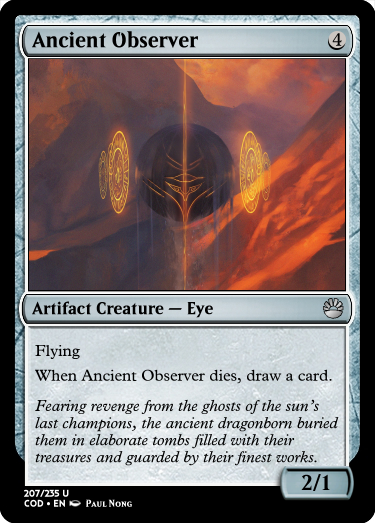 Ancient Observer 4
Artifact Creature — Eye
Flying
When Ancient Observer dies, draw a card.
Fearing revenge from the ghosts of the sun's
last champions, the ancient dragonborn buried
them in elaborate tombs filled with their
treasures and guarded by their finest works.
2/1
207/235 U
COD • EN Paul Nong